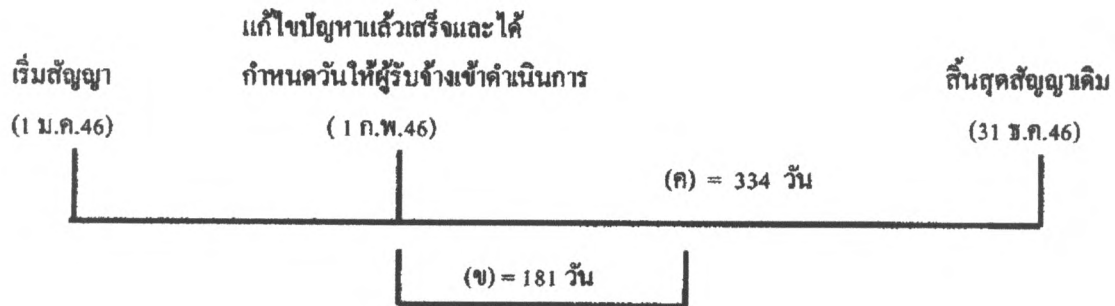 แก้ไขปัญหาแล้วเสร็จและได้
เริ่มสัญญา กำหนดวันให้ผู้รับจ้างเข้าดำเนินการ สิ้นสุดสัญญาเดิม
(1 ม.ค.46) ( 1 ก.พ.46) (31 ธ.ค.46)
(ค) = 334 วัน
(ข) = 181 วัน